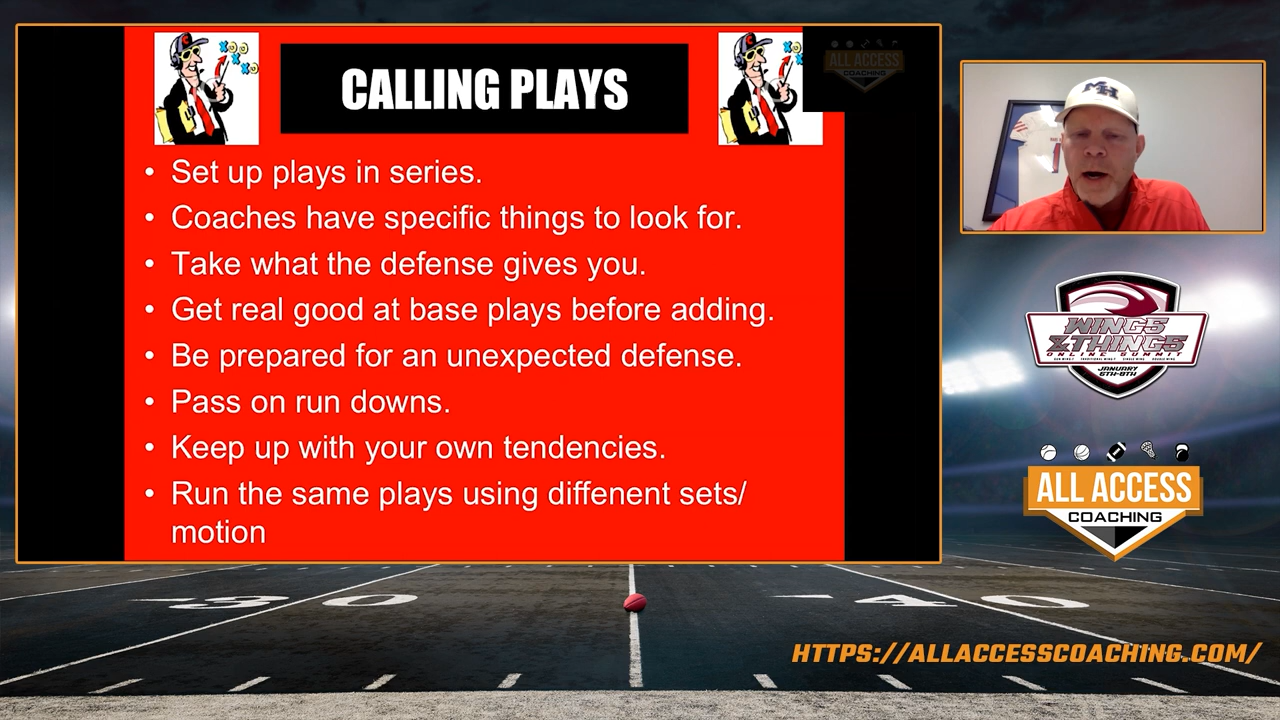 CALLING PLAYS
• Set up plays in series.
• Coaches have specific things to look for.
• Take what the defense gives you.
• Get real good at base plays before adding.
• Be prepared for an unexpected defense.
• Pass on run downs.
• Keep up with your own tendencies.
• Run the same plays using diffenent sets/
motion
ALL ACCESS
COACHING
MH
WINGS
&THINGS
ONLINE SUMMIT
JANUARY
6TH-8TH
ALL ACCESS
COACHING
30
40
HTTPS://ALLACCESSCOACHING.COM/